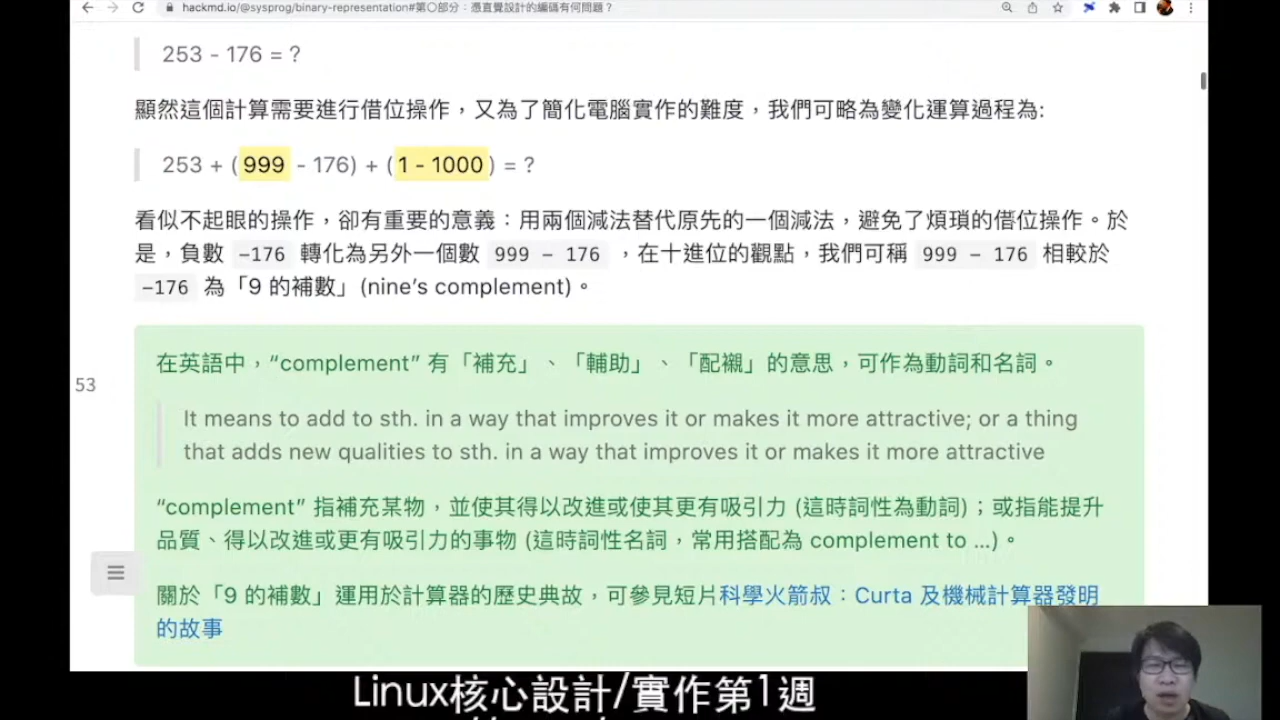 hackmd.io/@sysprog/binary-representation#第〇部分：憑直覺設計的編碼有何問題？
253 - 176 = ?
顯然這個計算需要進行借位操作，又為了簡化電腦實作的難度，我們可略為變化運算過程為:
253 + (999 - 176) + (1 - 1000) = ?
看似不起眼的操作，卻有重要的意義：用兩個減法替代原先的一個減法，避免了煩瑣的借位操作。於
是，負數 −176 轉化為另外一個數 999 − 176 ，在十進位的觀點，我們可稱 999 − 176 相較於
−176 為「9 的補數」(nine’s complement)。
在英語中，“complement” 有「補充」、「輔助」、「配襯」的意思，可作為動詞和名詞。
53
It means to add to sth. in a way that improves it or makes it more attractive; or a thing
that adds new qualities to sth. in a way that improves it or makes it more attractive
“complement” 指補充某物，並使其得以改進或使其更有吸引力 (這時詞性為動詞)；或指能提升
品質、得以改進或更有吸引力的事物 (這時詞性名詞，常用搭配為 complement to …)。
關於「9 的補數」運用於計算器的歷史典故，可參見短片科學火箭叔：Curta 及機械計算器發明
的故事
Linux核心設計/實作第1週